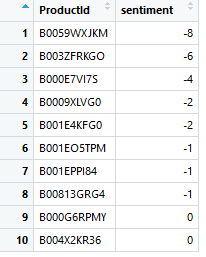 ProductId sentiment
1 B0059WXJKM -8
2 B003ZFRKGO -6
3 B000E7VI7S -4
4 B0009XLVG0 -2
5 B001E4KFG0 -2
6 B001EO5TPM -1
7 B001EPPI84 -1
8 B00813GRG4 -1
9 B000G6RPMY 0
10 B004X2KR36 0